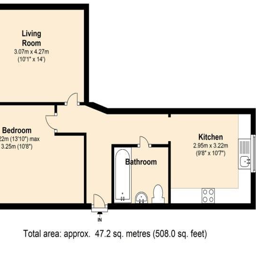 Living
Room
3.07m x 4.27m
(10'1" x 14')
Bedroom
22m (13'10") max
3.25m (10'8")
Kitchen
2.95m x 3.22m
(9'8" x 10'7")
Bathroom
IN
Total area: approx. 47.2 sq. metres (508.0 sq. feet)